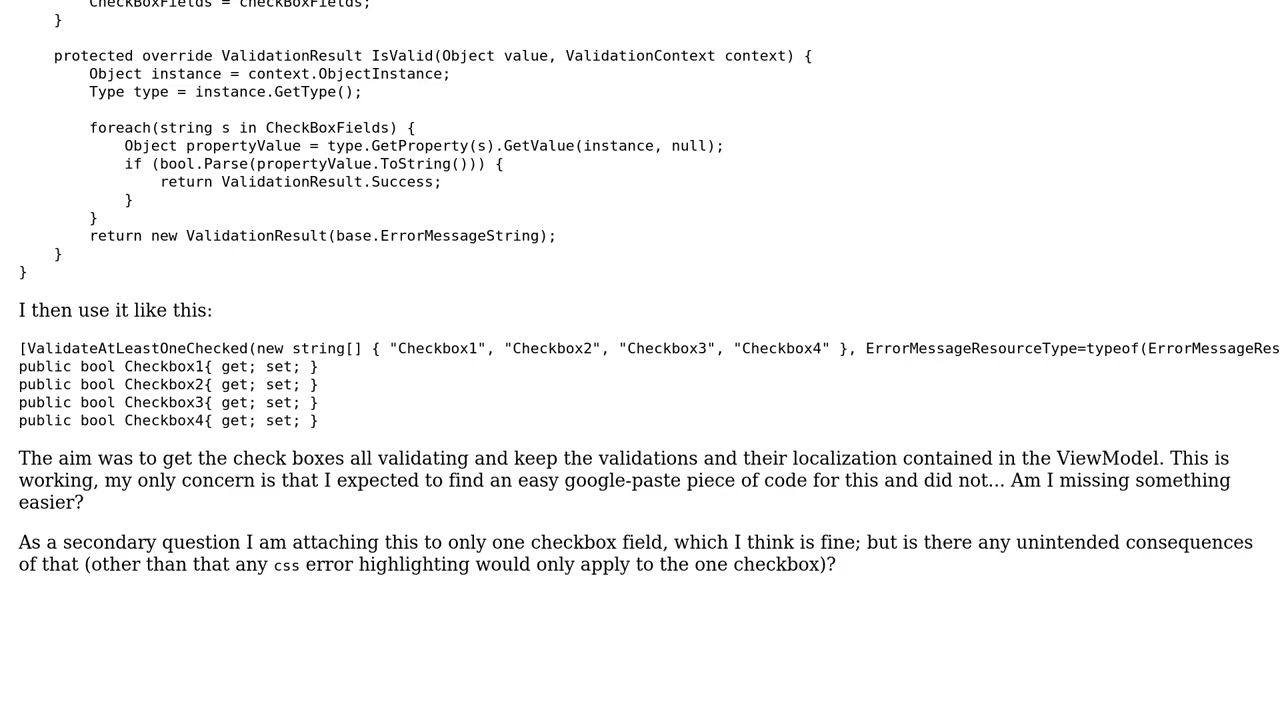 CheckBoxFields = checkBoxFields;
}
protected override ValidationResult IsValid(Object value, ValidationContext context) {
Object instance = context.ObjectInstance;
Type type = instance.GetType();
foreach(string s in CheckBoxFields) {
Object propertyValue = type.GetProperty(s).GetValue(instance, null);
if (bool.Parse(propertyValue.ToString())) {
return ValidationResult.Success;
}
}
return new ValidationResult(base.ErrorMessageString);
}
}
I then use it like this:
[ValidateAtLeastOneChecked(new string[] { "Checkbox1", "Checkbox2", "Checkbox3", "Checkbox4" }, ErrorMessageResourceType=typeof(ErrorMessageRes
public bool Checkbox1{ get; set; }
public bool Checkbox2{ get; set; }
public bool Checkbox3{ get; set; }
public bool Checkbox4{ get; set; }
The aim was to get the check boxes all validating and keep the validations and their localization contained in the ViewModel. This is
working, my only concern is that I expected to find an easy google-paste piece of code for this and did not... Am I missing something
easier?
As a secondary question I am attaching this to only one checkbox field, which I think is fine; but is there any unintended consequences
of that (other than that any css error highlighting would only apply to the one checkbox)?